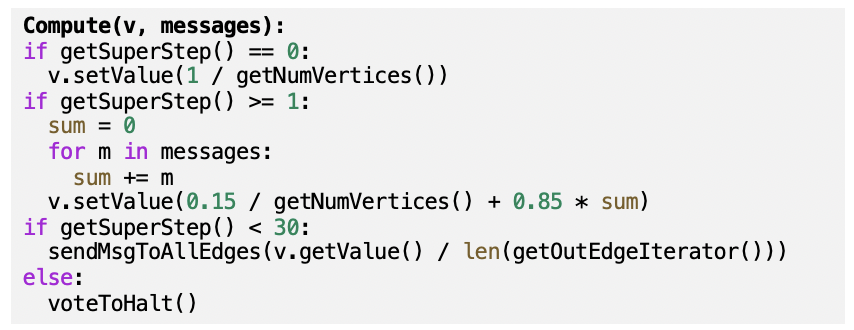 Compute(v, messages):
if getSuperStep() == 0:
  v.setValue(1 / getNumVertices())
if getSuperStep() >= 1:
  sum = 0
  for m in messages:
    sum += m
  v.setValue(0.15 / getNumVertices() + 0.85 * sum)
if getSuperStep() < 30:
  sendMsgToAllEdges(v.getValue() / len(getOutEdgeIterator()))
else:
  voteToHalt()